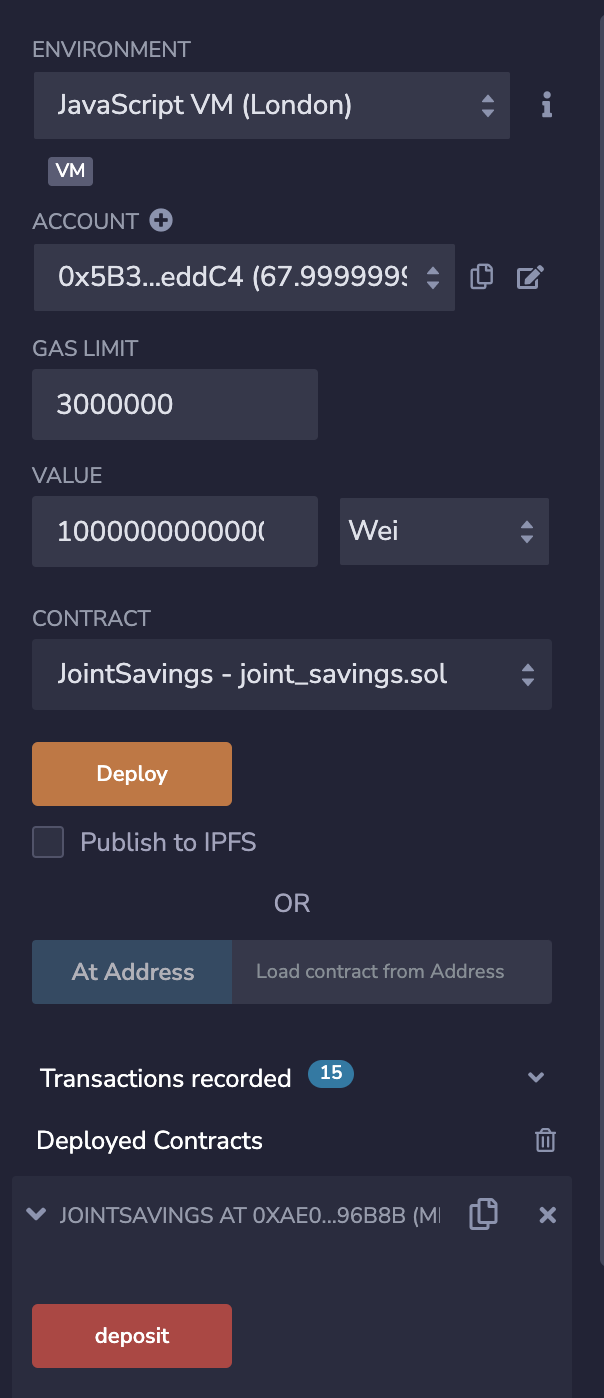 ENVIRONMENT
JavaScript VM (London)
VM
ACCOUNT
0x5B3...eddC4 (67.9999999
GAS LIMIT
3000000
VALUE
1000000000000
Wei
CONTRACT
JointSavings - joint_savings.sol
Deploy
Publish to IPFS
OR
At Address
Load contract from Address
Transactions recorded 15
Deployed Contracts
JOINTSAVINGS AT 0XAE0...96B8B (M
deposit